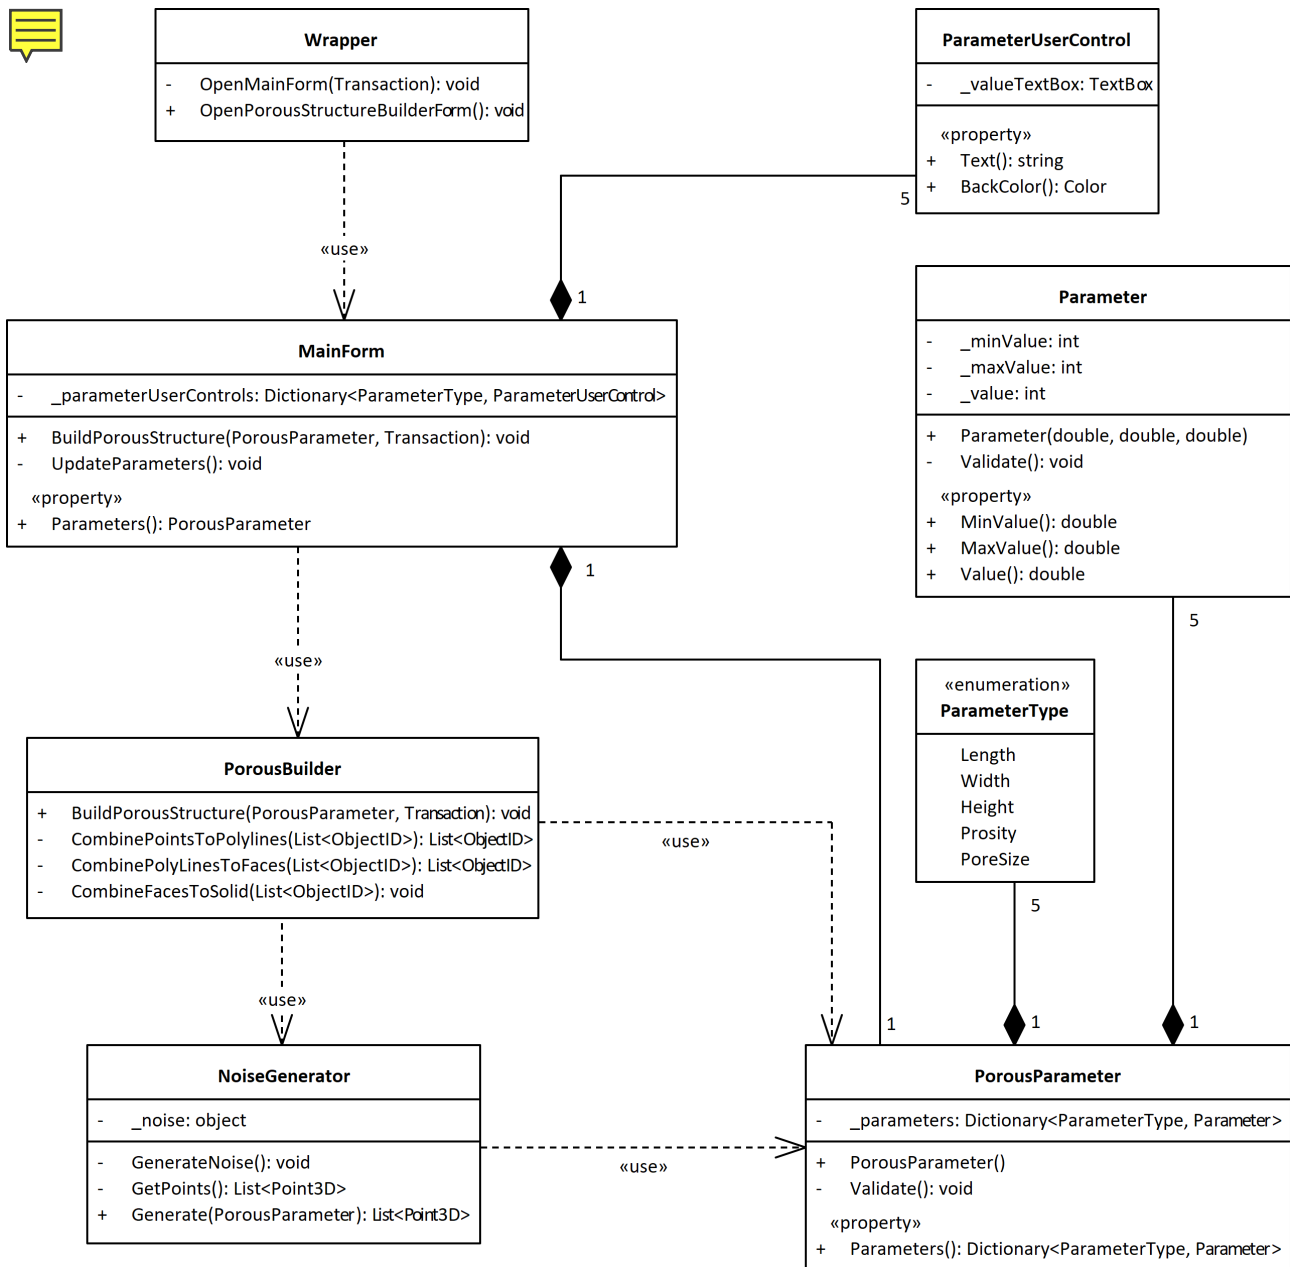 Wrapper
- OpenMainForm(Transaction): void
+ OpenPorousStructureBuilderForm(): void
ParameterUserControl
- _valueTextBox: TextBox
«property»
+ Text(): string
+ BackColor(): Color
5
«use»
1
Parameter
- _minValue: int
- _maxValue: int
- _value: int
+ Parameter(double, double, double)
- Validate(): void
«property»
+ MinValue(): double
+ MaxValue(): double
+ Value(): double
MainForm
- _parameterUserControls: Dictionary<ParameterType, ParameterUserControl>
+ BuildPorousStructure(PorousParameter, Transaction): void
- UpdateParameters(): void
«property»
+ Parameters(): PorousParameter
1
5
«use»
«enumeration»
ParameterType
Length
Width
Height
Prosity
PoreSize
5
PorousBuilder
+ BuildPorousStructure(PorousParameter, Transaction): void
- CombinePointsToPolylines(List<ObjectID>): List<ObjectID>
- CombinePolyLinesToFaces(List<ObjectID>): List<ObjectID>
- CombineFacesToSolid(List<ObjectID>): void
«use»
«use»
1
1
1
NoiseGenerator
- _noise: object
- GenerateNoise(): void
- GetPoints(): List<Point3D>
+ Generate(PorousParameter): List<Point3D>
«use»
PorousParameter
- _parameters: Dictionary<ParameterType, Parameter>
+ PorousParameter()
- Validate(): void
«property»
+ Parameters(): Dictionary<ParameterType, Parameter>